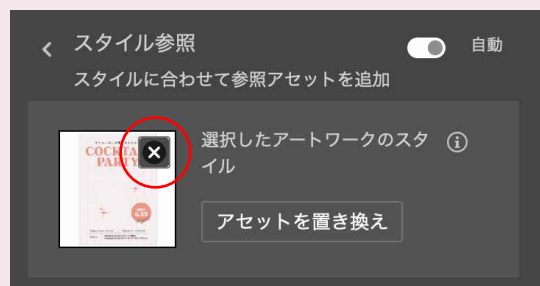 スタイル参照
自動
スタイルに合わせて参照アセットを追加
選択したアートワークのスタ
イル
COCKTA
PARTY
アセットを置き換え